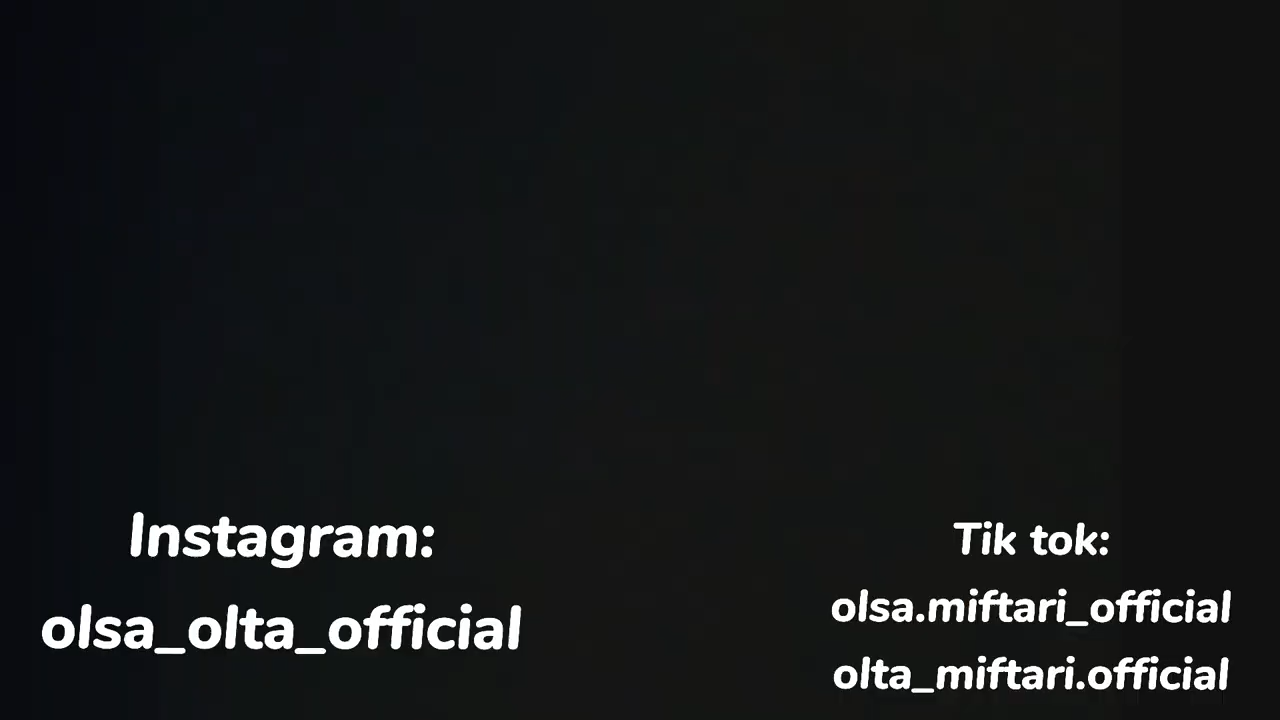 Instagram:
olsa_olta_official
Tik tok:
olsa.miftari_official
olta_miftari.official